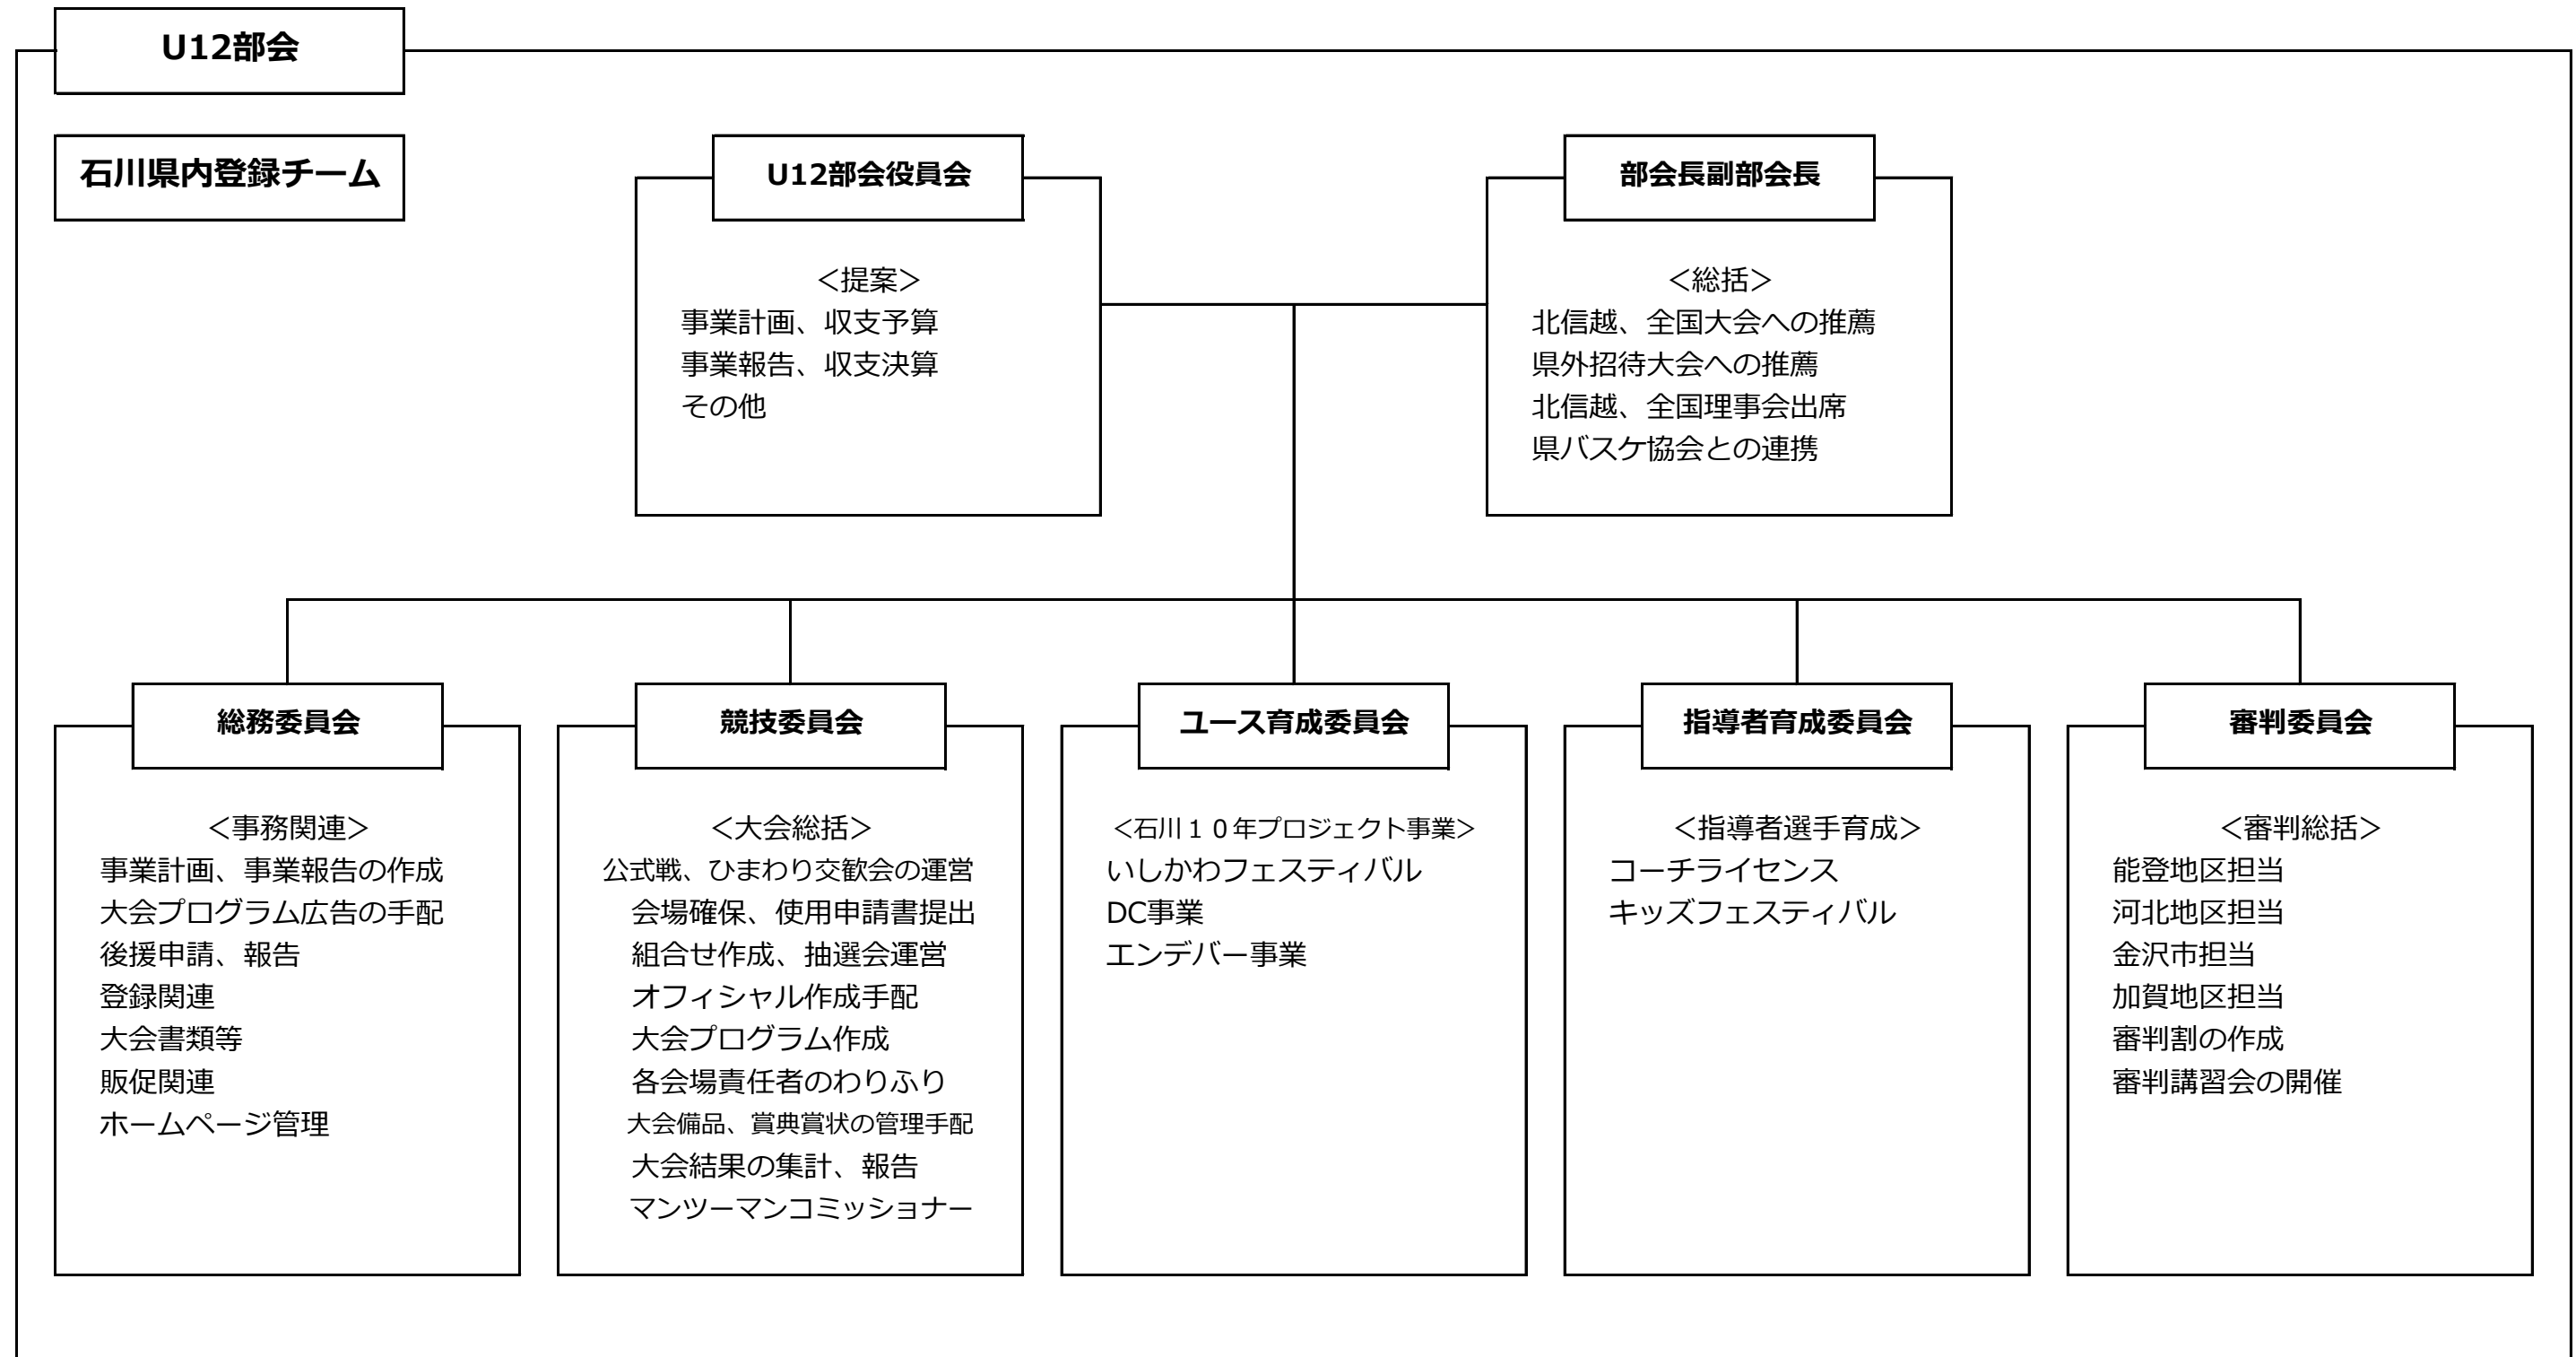 U12部会
石川県内登録チーム
U12部会役員会
＜提案＞
事業計画、収支予算
事業報告、収支決算
その他
部会長副部会長
＜総括＞
北信越、全国大会への推薦
県外招待大会への推薦
北信越、全国理事会出席
県バスケ協会との連携
総務委員会
＜事務関連＞
事業計画、事業報告の作成
大会プログラム広告の手配
後援申請、報告
登録関連
大会書類等
販促関連
ホームページ管理
競技委員会
＜大会総括＞
公式戦、ひまわり交歓会の運営
会場確保、使用申請書提出
組合せ作成、抽選会運営
オフィシャル作成手配
大会プログラム作成
各会場責任者のわりふり
大会備品、賞典賞状の管理手配
大会結果の集計、報告
マンツーマンコミッショナー
ユース育成委員会
＜石川１０年プロジェクト事業＞
いしかわフェスティバル
DC事業
エンデバー事業
指導者育成委員会
＜指導者選手育成＞
コーチライセンス
キッズフェスティバル
審判委員会
＜審判総括＞
能登地区担当
河北地区担当
金沢市担当
加賀地区担当
審判割の作成
審判講習会の開催